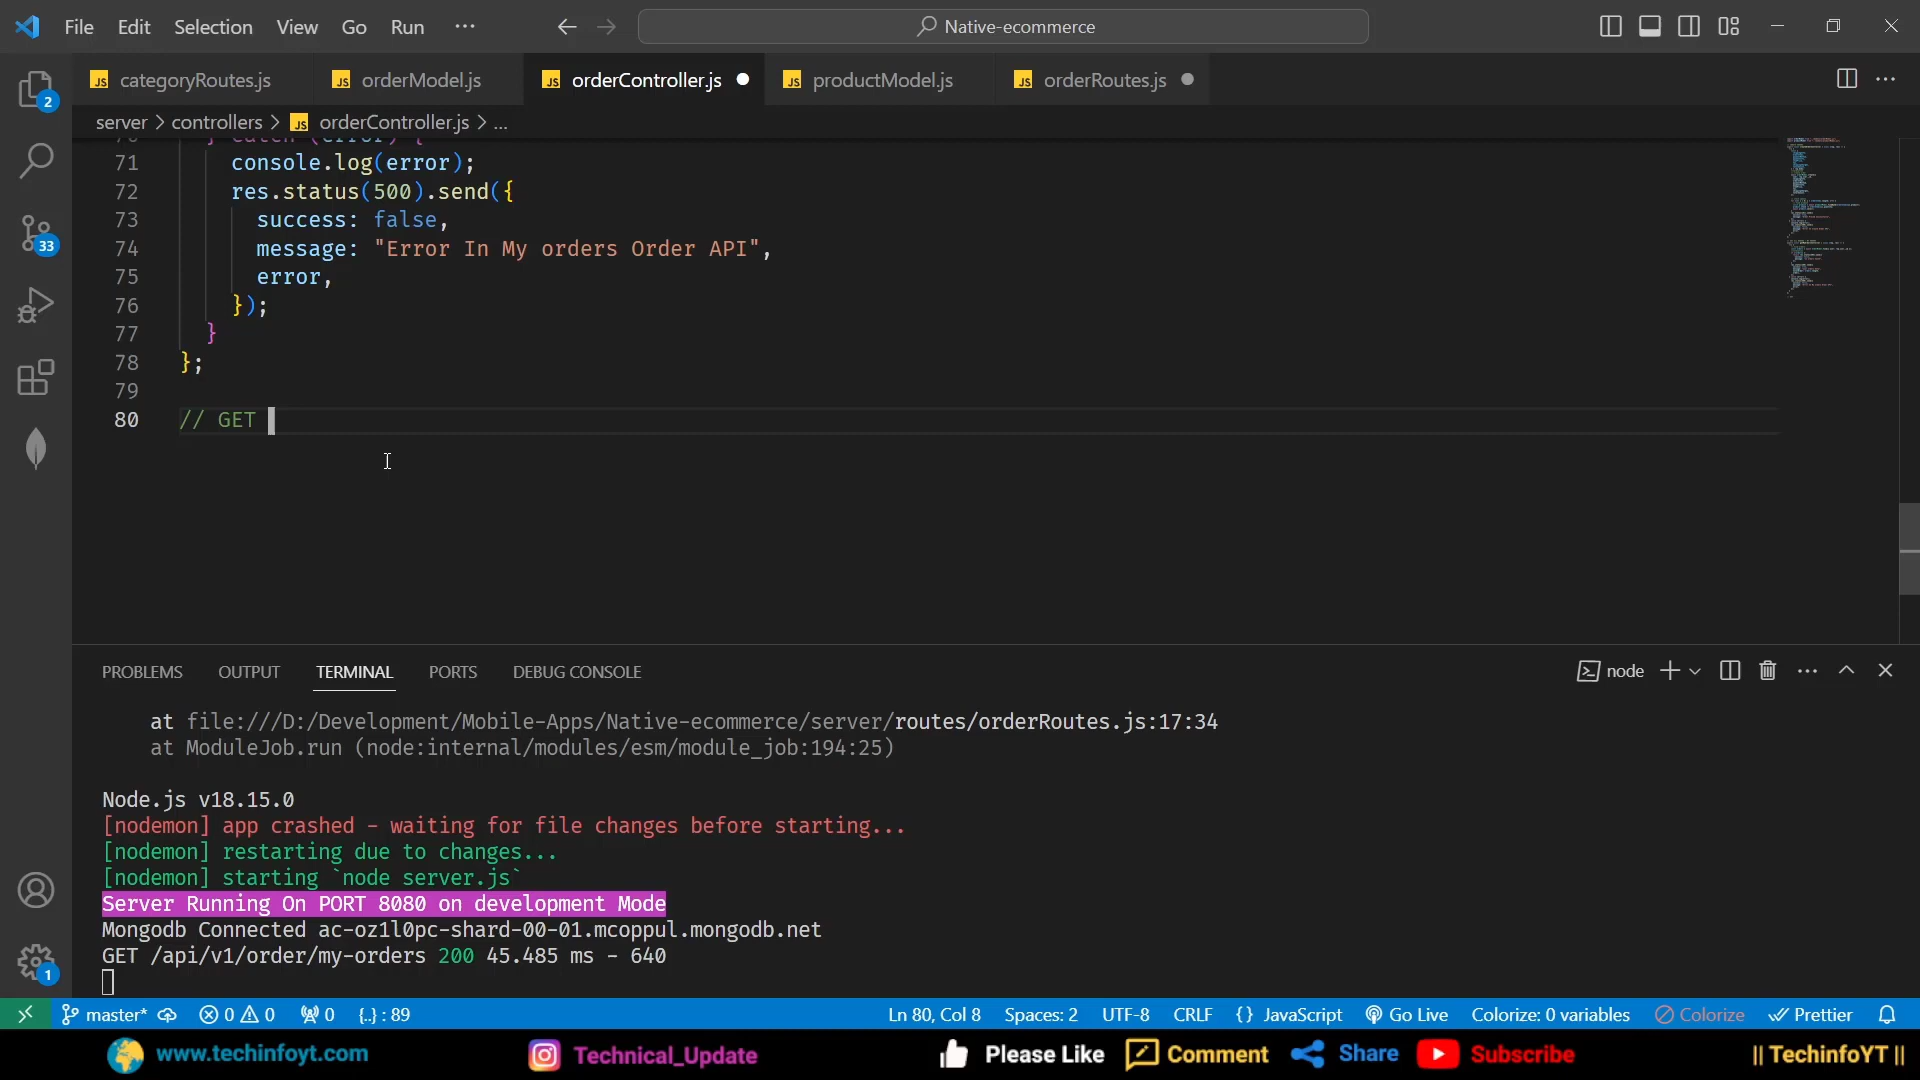 File Edit Selection View Go Run ··· Native-ecommerce
categoryRoutes.js orderModel.js orderController.js productModel.js orderRoutes.js
server > controllers > orderController.js > ...
70 } catch (error) {
71 console.log(error);
72 res.status(500).send({
73 success: false,
74 message: "Error In My orders Order API",
75 error,
76 });
77 }
78 };
79
80 // GET
PROBLEMS OUTPUT TERMINAL PORTS DEBUG CONSOLE node
at file:///D:/Development/Mobile-Apps/Native-ecommerce/server/routes/orderRoutes.js:17:34
at ModuleJob.run (node:internal/modules/esm/module_job:194:25)
Node.js v18.15.0
[nodemon] app crashed - waiting for file changes before starting...
[nodemon] restarting due to changes...
[nodemon] starting `node server.js`
Server Running On PORT 8080 on development Mode
Mongodb Connected ac-oz1l0pc-shard-00-01.mcoppul.mongodb.net
GET /api/v1/order/my-orders 200 45.485 ms - 640
2
33
1
master* 0 0 0 {..} : 89 Ln 80, Col 8 Spaces: 2 UTF-8 CRLF {} JavaScript Go Live Colorize: 0 variables Colorize Prettier
www.techinfoyt.com Technical_Update Please Like Comment Share Subscribe || TechinfoYT ||